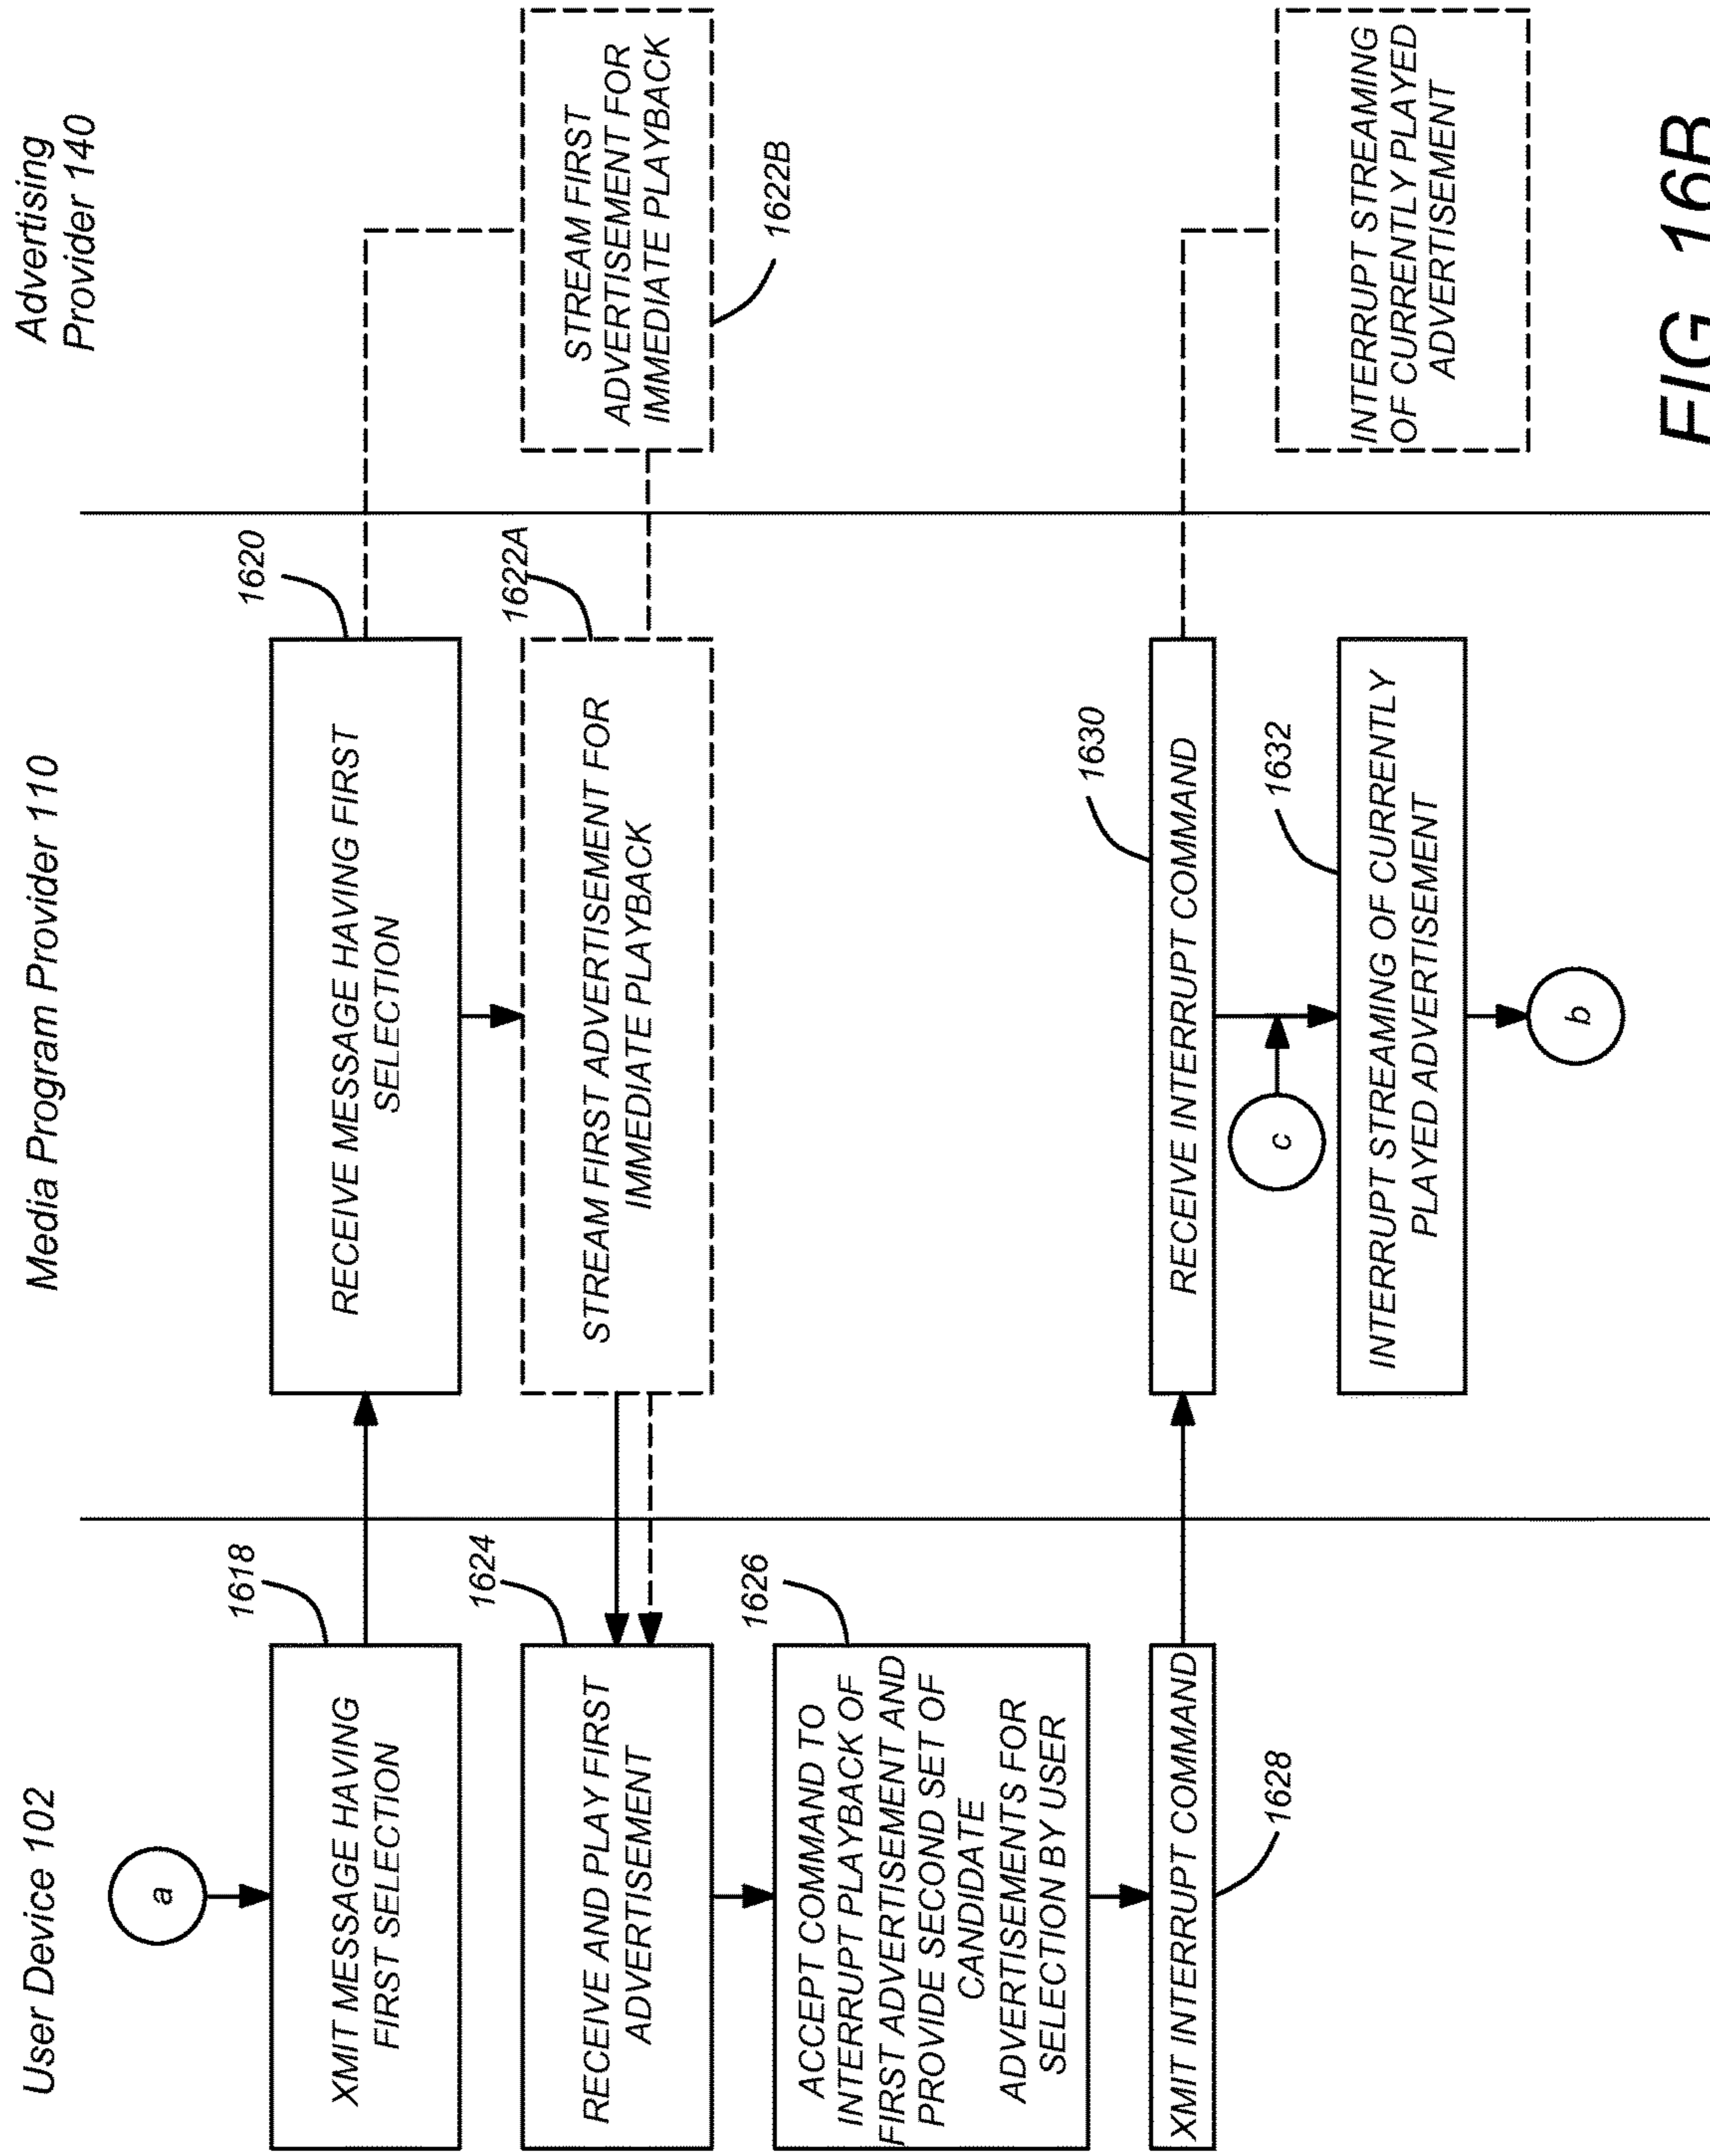 User Device 102
Media Program Provider 110
Advertising
Provider 140
a
XMIT MESSAGE HAVING
FIRST SELECTION
1618
RECEIVE MESSAGE HAVING FIRST
SELECTION
1620
RECEIVE AND PLAY FIRST
ADVERTISEMENT
1624
STREAM FIRST ADVERTISEMENT FOR
IMMEDIATE PLAYBACK
1622A
STREAM FIRST
ADVERTISEMENT FOR
IMMEDIATE PLAYBACK
1622B
ACCEPT COMMAND TO
INTERRUPT PLAYBACK OF
FIRST ADVERTISEMENT AND
PROVIDE SECOND SET OF
CANDIDATE
ADVERTISEMENTS FOR
SELECTION BY USER
1626
XMIT INTERRUPT COMMAND
1628
RECEIVE INTERRUPT COMMAND
1630
c
INTERRUPT STREAMING OF CURRENTLY
PLAYED ADVERTISEMENT
1632
b
INTERRUPT STREAMING
OF CURRENTLY PLAYED
ADVERTISEMENT
FIG. 16B